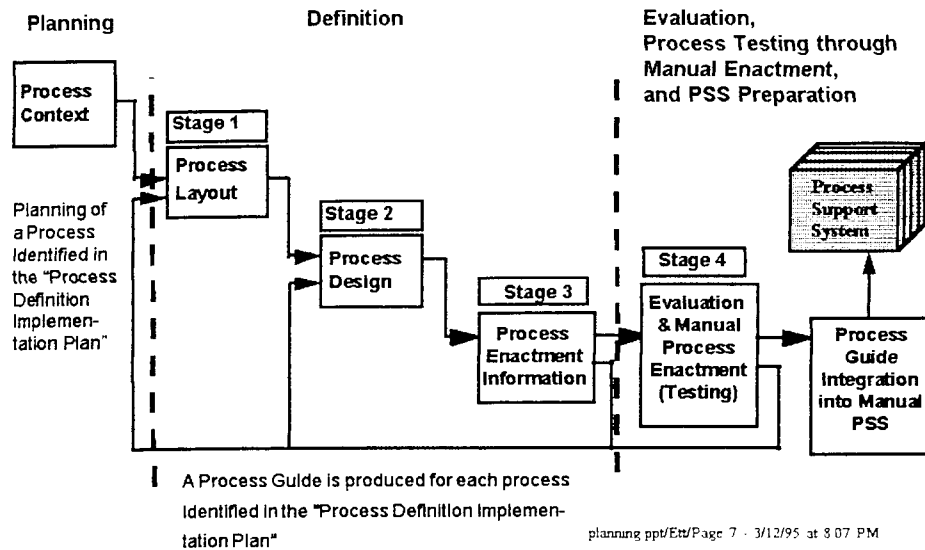 Planning
Definition
Evaluation,
Process Testing through
Manual Enactment,
and PSS Preparation
Process
Context
Stage 1
Process
Layout
Planning of
a Process
Identified in
the "Process
Definition
Implemen-
tation Plan"
Stage 2
Process
Design
Stage 3
Process
Enactment
Information
Stage 4
Evaluation
& Manual
Process
Enactment
(Testing)
Process
Support
System
Process
Guide
Integration
into Manual
PSS
A Process Guide is produced for each process
Identified in the "Process Definition Implemen-
tation Plan"
planning ppt/Ett/Page 7 - 3/12/95 at 8 07 PM